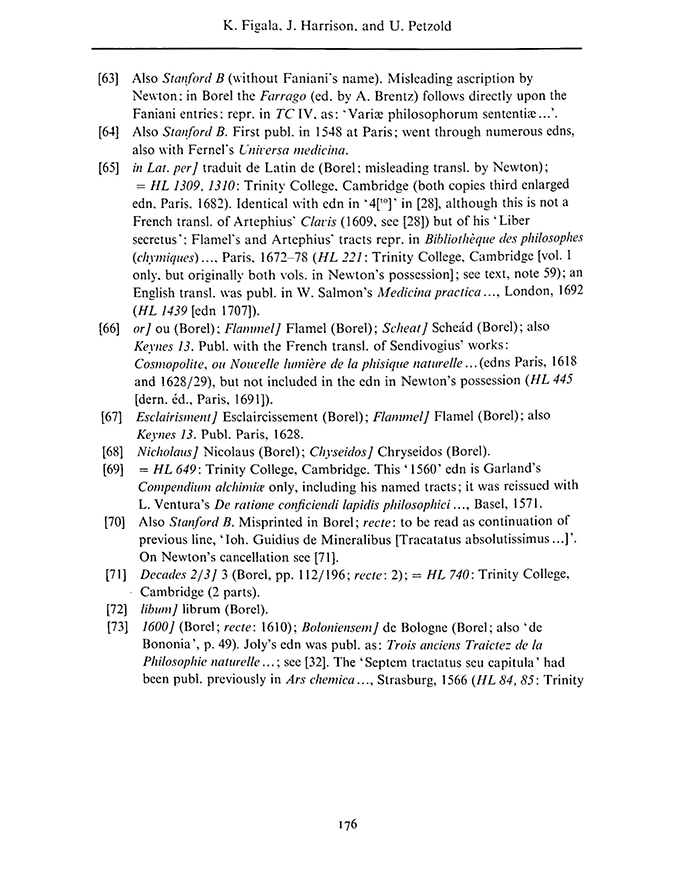 K. Figala, J. Harrison, and U. Petzold
[63] Also Stanford B (without Faniani's name). Misleading ascription by
Newton: in Borel the Farrago (ed. by A. Brentz) follows directly upon the
Faniani entries; repr. in TC IV, as: 'Variæ philosophorum sententiæ...'.
[64] Also Stanford B. First publ. in 1548 at Paris; went through numerous edns,
also with Fernel's Universa medicina.
[65] in Lat. per] traduit de Latin de (Borel; misleading transl. by Newton);
= HL 1309, 1310: Trinity College, Cambridge (both copies third enlarged
edn, Paris, 1682). Identical with edn in '4[to]' in [28], although this is not a
French transl. of Artephius' Clavis (1609, see [28]) but of his 'Liber
secretus': Flamel's and Artephius' tracts repr. in Bibliothèque des philosophes
(chymiques)...., Paris, 1672–78 (HL 221: Trinity College, Cambridge [vol. 1
only, but originally both vols. in Newton's possession]; see text, note 59); an
English transl. was publ. in W. Salmon's Medicina practica..., London, 1692
(HL 1439 [edn 1707]).
[66] or] ou (Borel); Flammel] Flamel (Borel); Scheat] Scheád (Borel); also
Keynes 13. Publ. with the French transl. of Sendivogius' works:
Cosmopolite, ou Nouvelle lumière de la phisique naturelle...(edns Paris, 1618
and 1628/29), but not included in the edn in Newton's possession (HL 445
[dern. éd., Paris, 1691]).
[67] Esclairisment] Esclaircissement (Borel); Flammel] Flamel (Borel); also
Keynes 13. Publ. Paris, 1628.
[68] Nicholaus] Nicolaus (Borel); Chyseidos] Chryseidos (Borel).
[69] = HL 649: Trinity College, Cambridge. This '1560' edn is Garland's
Compendium alchimiæ only, including his named tracts; it was reissued with
L. Ventura's De ratione conficiendi lapidis philosophici ..., Basel, 1571.
[70] Also Stanford B. Misprinted in Borel; recte: to be read as continuation of
previous line, 'Ioh. Guidius de Mineralibus [Tracatatus absolutissimus...]'.
On Newton's cancellation see [71].
[71] Decades 2/3] 3 (Borel, pp. 112/196; recte: 2); = HL 740: Trinity College,
Cambridge (2 parts).
[72] libum] librum (Borel).
[73] 1600] (Borel; recte: 1610); Boloniensem] de Bologne (Borel; also 'de
Bononia', p. 49). Joly's edn was publ. as: Trois anciens Traictez de la
Philosophie naturelle...; see [32]. The 'Septem tractatus seu capitula' had
been publ. previously in Ars chemica..., Strasburg, 1566 (HL 84, 85: Trinity
176